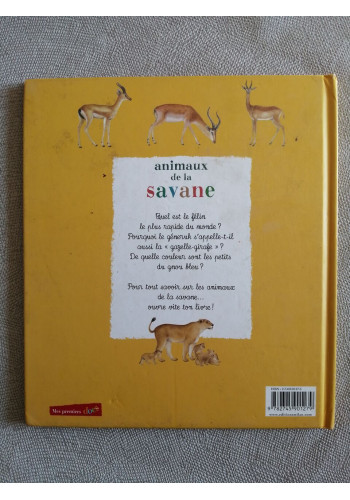 animaux
de la
savane
Quel est le félin
le plus rapide du monde ?
Pourquoi le génenuk s'appelle-t-il
aussi la « gazelle-girafe » ?
De quelle couleur sont les petits
du gnou bleu ?
Pour tout savoir sur les animaux
de la savane...
ouvre vite ton livre !
Mes premiers